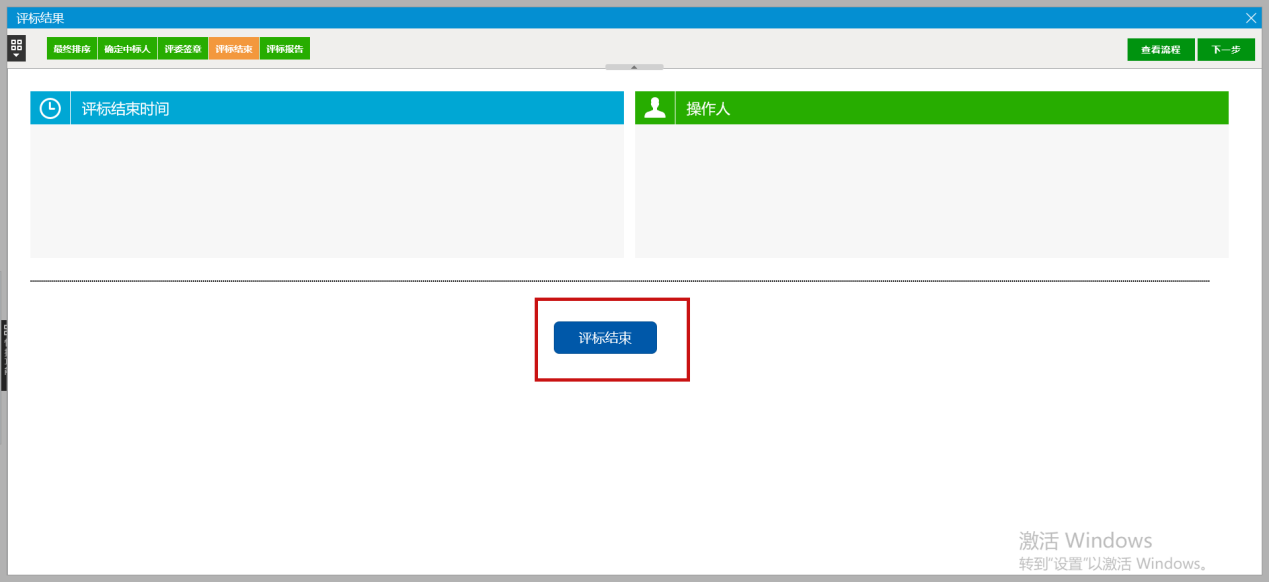 评标结果
最终排序 确定中标人 评委签章 评标结束 评标报告
查看流程 下一步
评标结束时间
操作人
评标结束
激活 Windows
转到"设置"以激活 Windows。